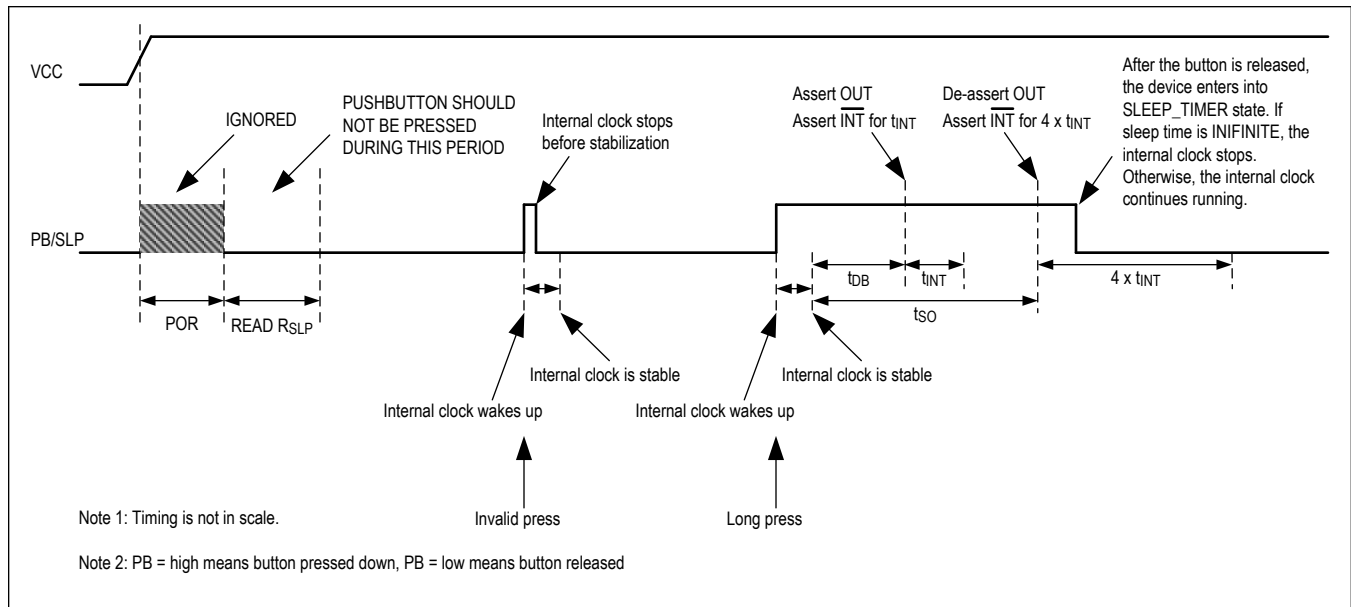 VCC
IGNORED
PUSHBUTTON SHOULD
NOT BE PRESSED
DURING THIS PERIOD
Internal clock stops
before stabilization
Assert OUT
Assert I̅N̅T̅ for tINT
De-assert OUT
Assert I̅N̅T̅ for 4 x tINT
After the button is released,
the device enters into
SLEEP_TIMER state. If
sleep time is INIFINITE, the
internal clock stops.
Otherwise, the internal clock
continues running.
PB/SLP
POR
READ RSLP
tDB
tINT
4 x tINT
tSO
Internal clock is stable
Internal clock is stable
Internal clock wakes up
Internal clock wakes up
Invalid press
Long press
Note 1: Timing is not in scale.
Note 2: PB = high means button pressed down, PB = low means button released